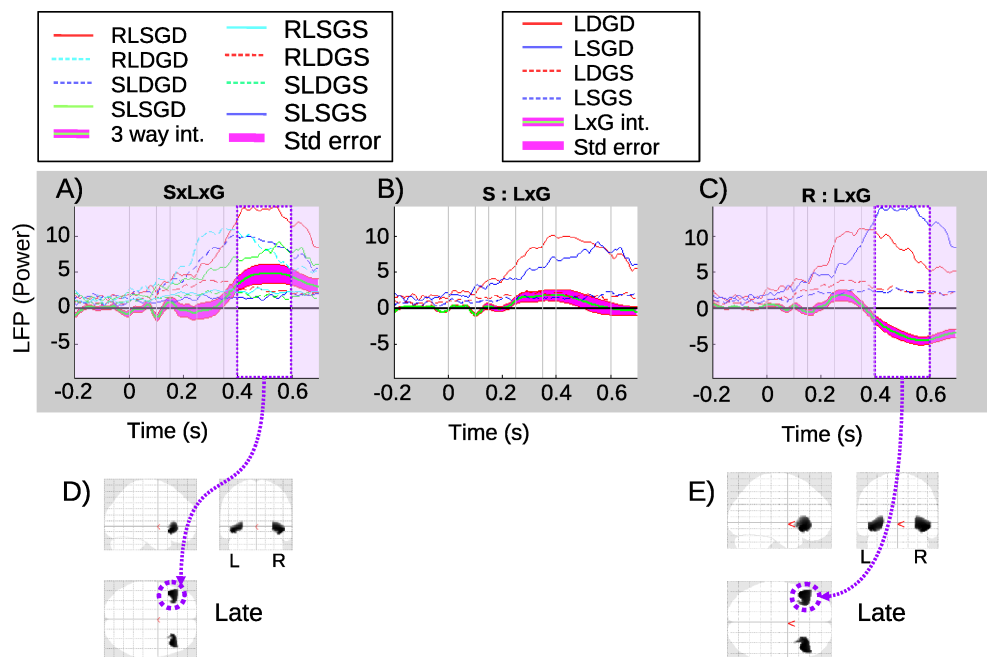 RLSGD
RLDGD
SLDGD
SLSGD
3 way int.
RLSGS
RLDGS
SLDGS
SLSGS
Std error
LDGD
LSGD
LDGS
LSGS
LxG int.
Std error
A) SxLxG
B) S : LxG
C) R : LxG
LFP (Power)
10
5
0
-5
-0.2 0 0.2 0.4 0.6
Time (s)
10
5
0
-5
-0.2 0 0.2 0.4 0.6
Time (s)
10
5
0
-5
-0.2 0 0.2 0.4 0.6
Time (s)
D)
L R
Late
E)
L R
Late